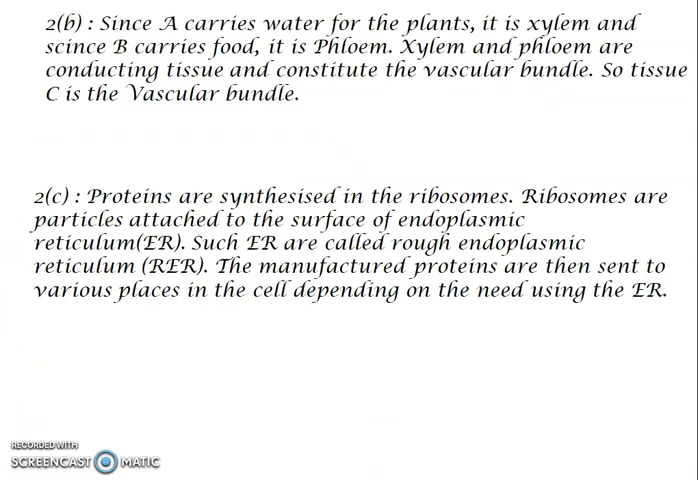 2(b) : Since A carries water for the plants, it is xylem and
scince B carries food, it is Phloem. Xylem and phloem are
conducting tissue and constitute the vascular bundle. So tissue
C is the Vascular bundle.
2(c) : Proteins are synthesised in the ribosomes. Ribosomes are
particles attached to the surface of endoplasmic
reticulum(ER). Such ER are called rough endoplasmic
reticulum (RER). The manufactured proteins are then sent to
various places in the cell depending on the need using the ER.
RECORDED WITH
SCREENCAST MATIC